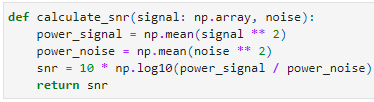 def calculate_snr(signal: np.array, noise):
    power_signal = np.mean(signal ** 2)
    power_noise = np.mean(noise ** 2)
    snr = 10 * np.log10(power_signal / power_noise)
    return snr